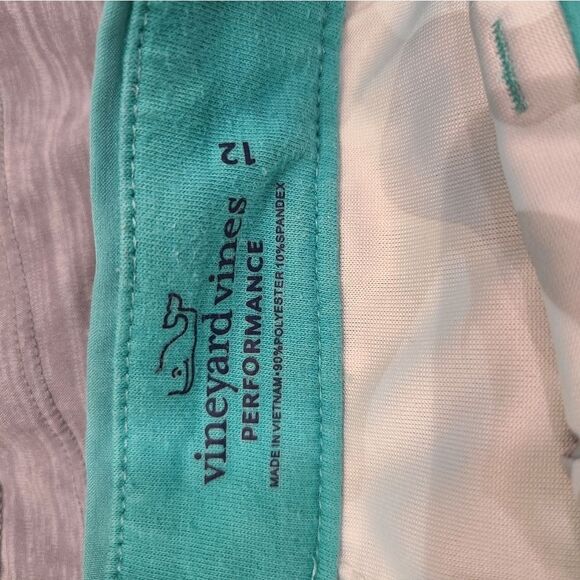 vineyard vines
PERFORMANCE
MADE IN VIETNAM•90%POLYESTER 10%SPANDEX
12